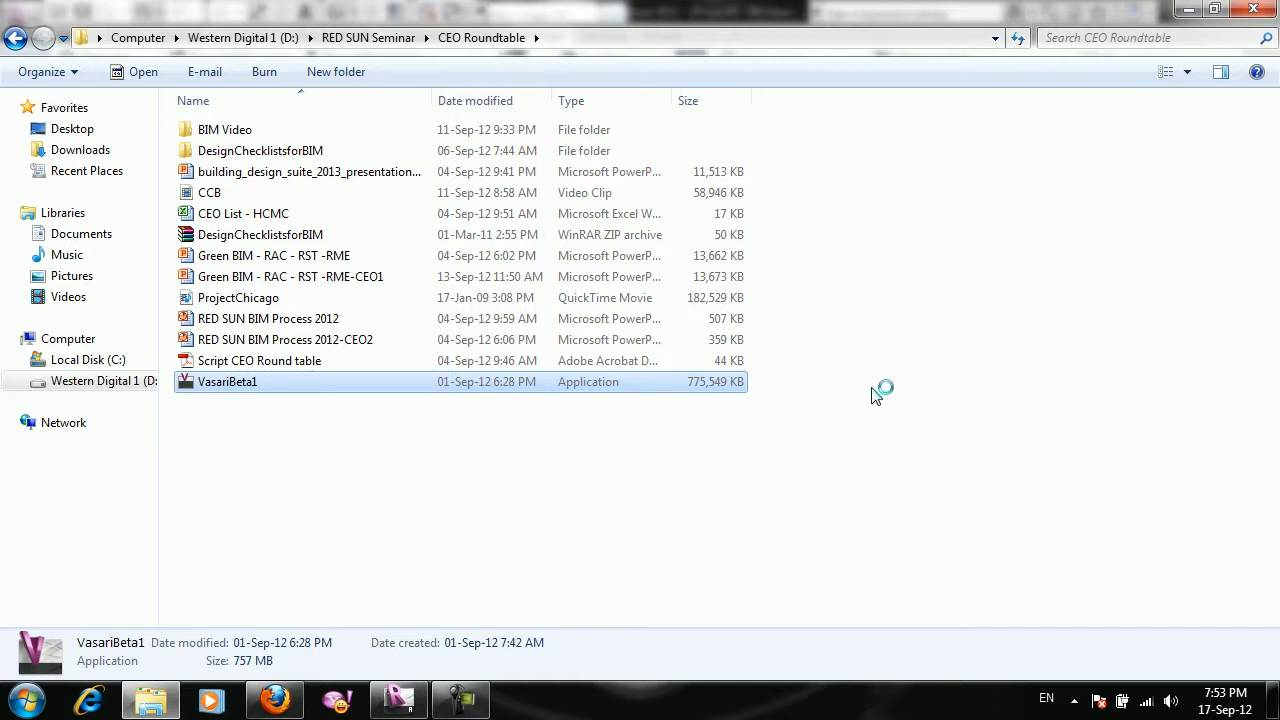 Computer Western Digital 1 (D:) RED SUN Seminar CEO Roundtable Search CEO Roundtable
Organize Open E-mail Burn New folder
Name Date modified Type Size
Favorites
Desktop
Downloads
Recent Places
Libraries
Documents
Music
Pictures
Videos
Computer
Local Disk (C:)
Western Digital 1 (D:
Network
BIM Video 11-Sep-12 9:33 PM File folder
DesignChecklistsforBIM 06-Sep-12 7:44 AM File folder
building_design_suite_2013_presentation... 04-Sep-12 9:41 PM Microsoft PowerP... 11,513 KB
CCB 11-Sep-12 8:58 AM Video Clip 58,946 KB
CEO List - HCMC 04-Sep-12 9:51 AM Microsoft Excel W... 17 KB
DesignChecklistsforBIM 01-Mar-11 2:55 PM WinRAR ZIP archive 50 KB
Green BIM - RAC - RST -RME 04-Sep-12 6:02 PM Microsoft PowerP... 13,662 KB
Green BIM - RAC - RST -RME-CEO1 13-Sep-12 11:50 AM Microsoft PowerP... 13,673 KB
ProjectChicago 17-Jan-09 3:08 PM QuickTime Movie 182,529 KB
RED SUN BIM Process 2012 04-Sep-12 9:59 AM Microsoft PowerP... 507 KB
RED SUN BIM Process 2012-CEO2 04-Sep-12 6:06 PM Microsoft PowerP... 359 KB
Script CEO Round table 04-Sep-12 9:46 AM Adobe Acrobat D... 44 KB
VasariBeta1 01-Sep-12 6:28 PM Application 775,549 KB
VasariBeta1 Date modified: 01-Sep-12 6:28 PM Date created: 01-Sep-12 7:42 AM
Application Size: 757 MB
EN 7:53 PM
17-Sep-12